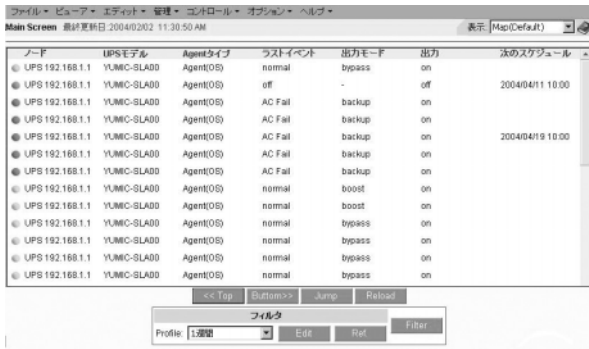 ファイル▼ ビューア▼ エディット▼ 管理▼ コントロール▼ オプション▼ ヘルプ▼
Main Screen 最終更新日:2004/02/02 11:30:50 AM 表示: Map(Default)
ノード UPSモデル Agentタイプ ラストイベント 出力モード 出力 次のスケジュール
UPS 192.168.1.1 YUMIC-SLA00 Agent(OS) normal bypass on
UPS 192.168.1.1 YUMIC-SLA00 Agent(OS) off - off 2004/04/11 10:00
UPS 192.168.1.1 YUMIC-SLA00 Agent(OS) AC Fail backup on
UPS 192.168.1.1 YUMIC-SLA00 Agent(OS) AC Fail backup on
UPS 192.168.1.1 YUMIC-SLA00 Agent(OS) AC Fail backup on 2004/04/19 10:00
UPS 192.168.1.1 YUMIC-SLA00 Agent(OS) AC Fail backup on
UPS 192.168.1.1 YUMIC-SLA00 Agent(OS) AC Fail backup on
UPS 192.168.1.1 YUMIC-SLA00 Agent(OS) normal boost on
UPS 192.168.1.1 YUMIC-SLA00 Agent(OS) normal boost on
UPS 192.168.1.1 YUMIC-SLA00 Agent(OS) normal bypass on
UPS 192.168.1.1 YUMIC-SLA00 Agent(OS) normal bypass on
UPS 192.168.1.1 YUMIC-SLA00 Agent(OS) normal bypass on
<< Top Buttom>> Jump Reload
フィルタ
Profile: 1週間 Edit Ref. Filter